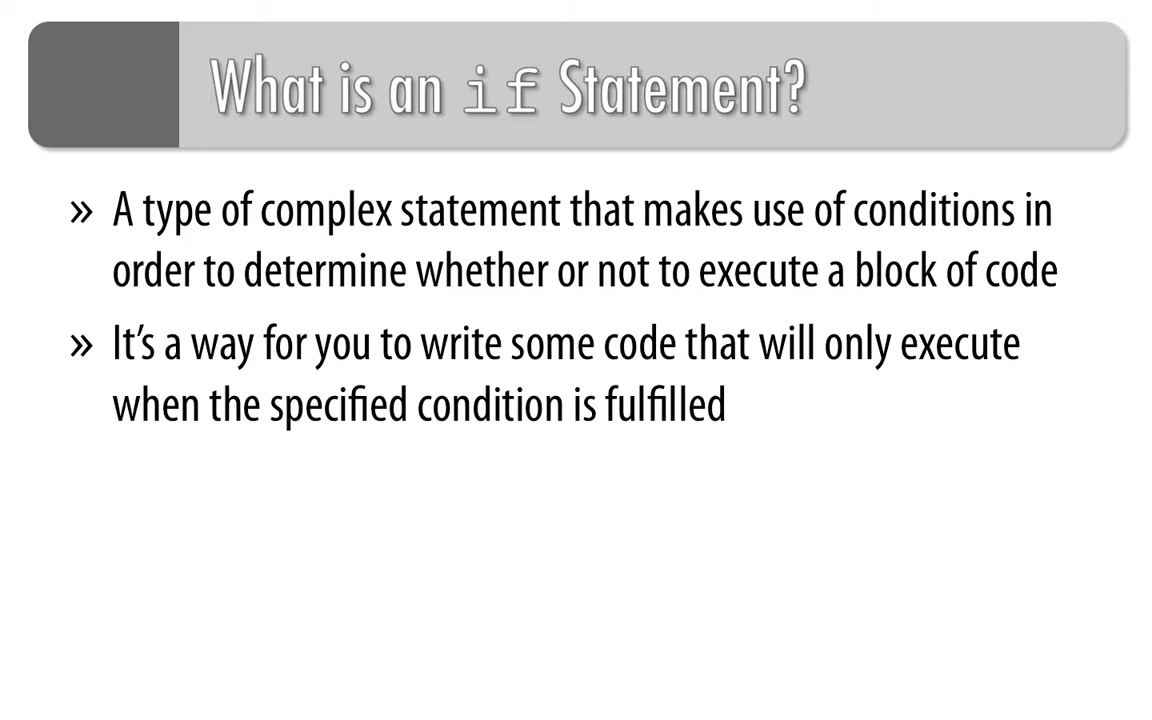 What is an if Statement?
» A type of complex statement that makes use of conditions in
order to determine whether or not to execute a block of code
» It’s a way for you to write some code that will only execute
when the specified condition is fulfilled